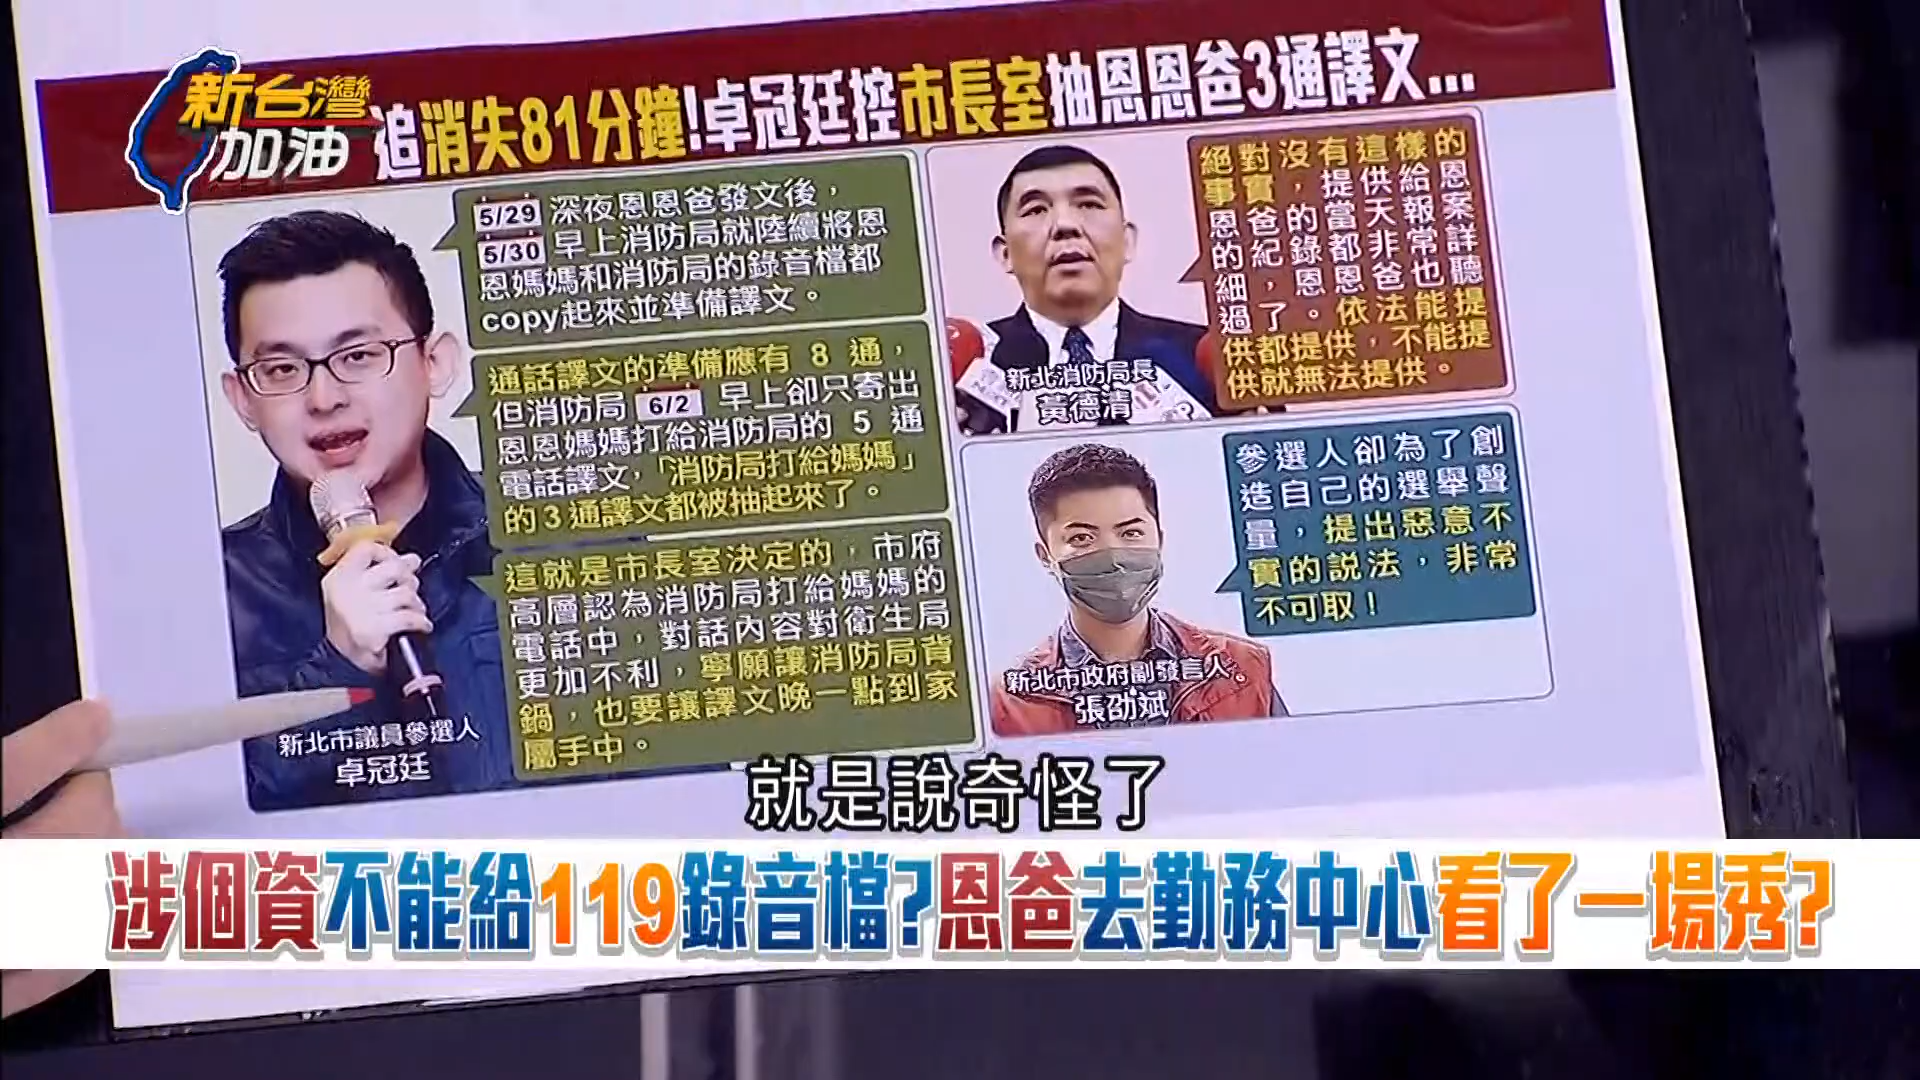 新台灣
加油
追消失81分鐘!卓冠廷控市長室抽恩恩爸3通譯文...
5/29 深夜恩恩爸發文後，
5/30 早上消防局就陸續將恩
恩媽媽和消防局的錄音檔都
copy起來並準備譯文。
通話譯文的準備應有 8 通，
但消防局 6/2 早上卻只寄出
恩恩媽媽打給消防局的 5 通
電話譯文，「消防局打給媽媽」
的3通譯文都被抽起來了。
這就是市長室決定的，市府
高層認為消防局打給媽媽的
電話中，對話內容對衛生局
更加不利，寧願讓消防局背
鍋，也要讓譯文晚一點到家
屬手中。
新北市議員參選人
卓冠廷
絕對沒有這樣的
事實，提供給恩
恩爸的當天報案
的紀錄都非常詳
細，恩恩爸也聽
過了。依法能提
供都提供，不能提
供就無法提供。
新北消防局長
黃德清
參選人卻為了創
造自己的選舉聲
量，提出惡意不
實的說法，非常
不可取！
新北市政府副發言人
張劭斌
就是說奇怪了
涉個資不能給119錄音檔?恩爸去勤務中心看了一場秀?